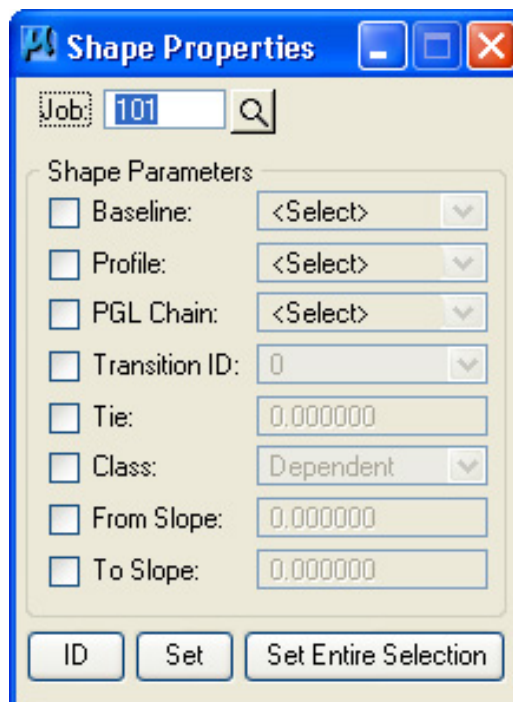 Shape Properties
Job: 101
Shape Parameters
Baseline: <Select>
Profile: <Select>
PGL Chain: <Select>
Transition ID: 0
Tie: 0.000000
Class: Dependent
From Slope: 0.000000
To Slope: 0.000000
ID Set Set Entire Selection